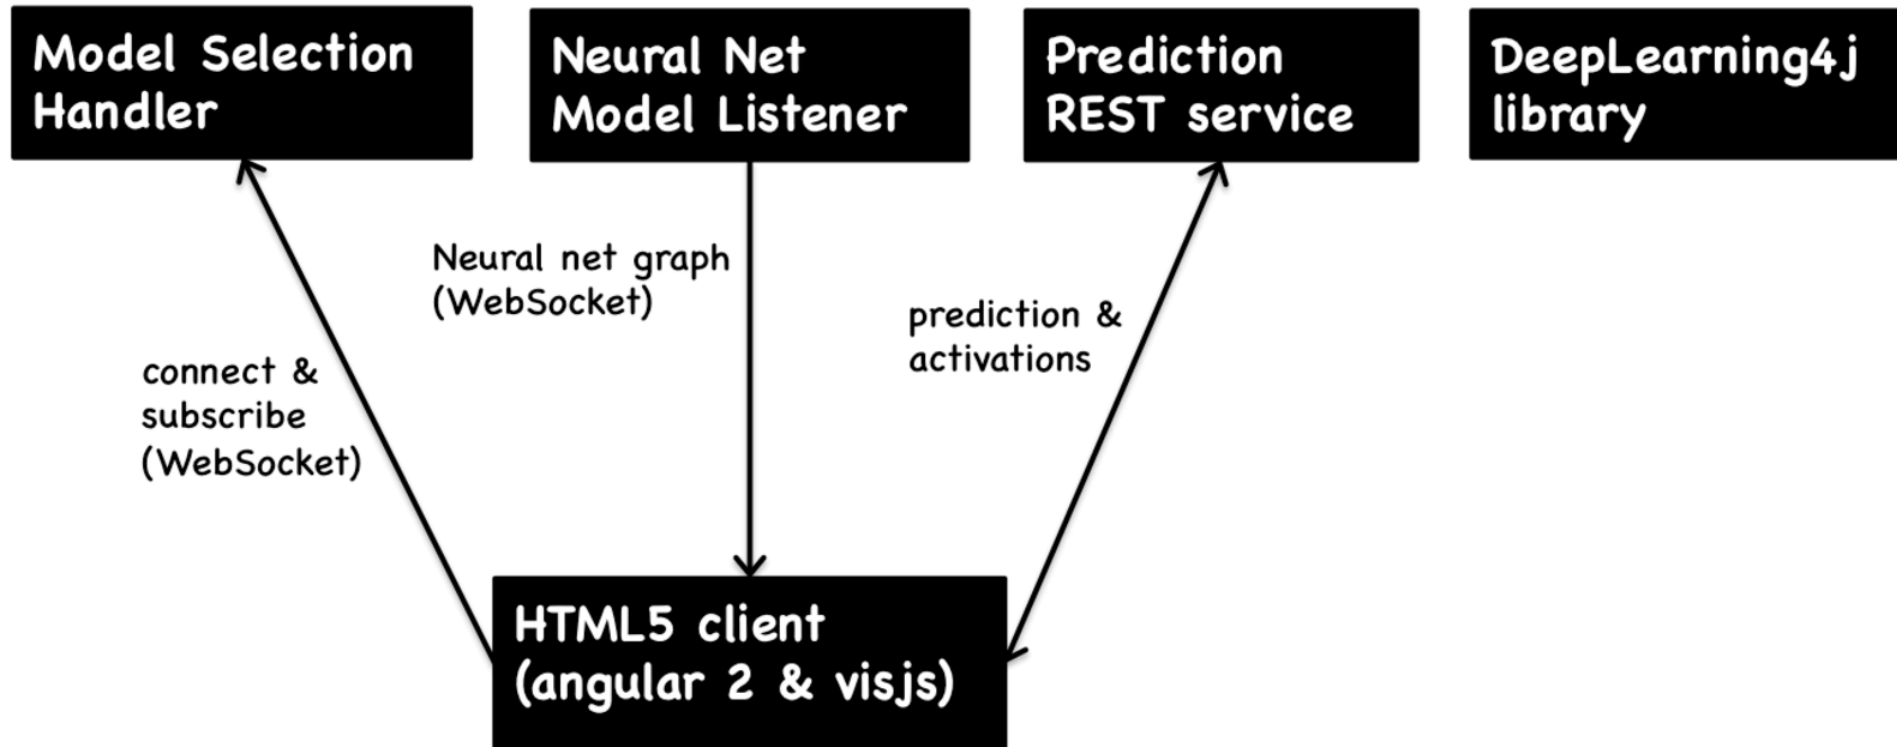 Model Selection
Handler
Neural Net
Model Listener
Prediction
REST service
DeepLearning4j
library
Neural net graph
(WebSocket)
prediction &
activations
connect &
subscribe
(WebSocket)
HTML5 client
(angular 2 & visjs)